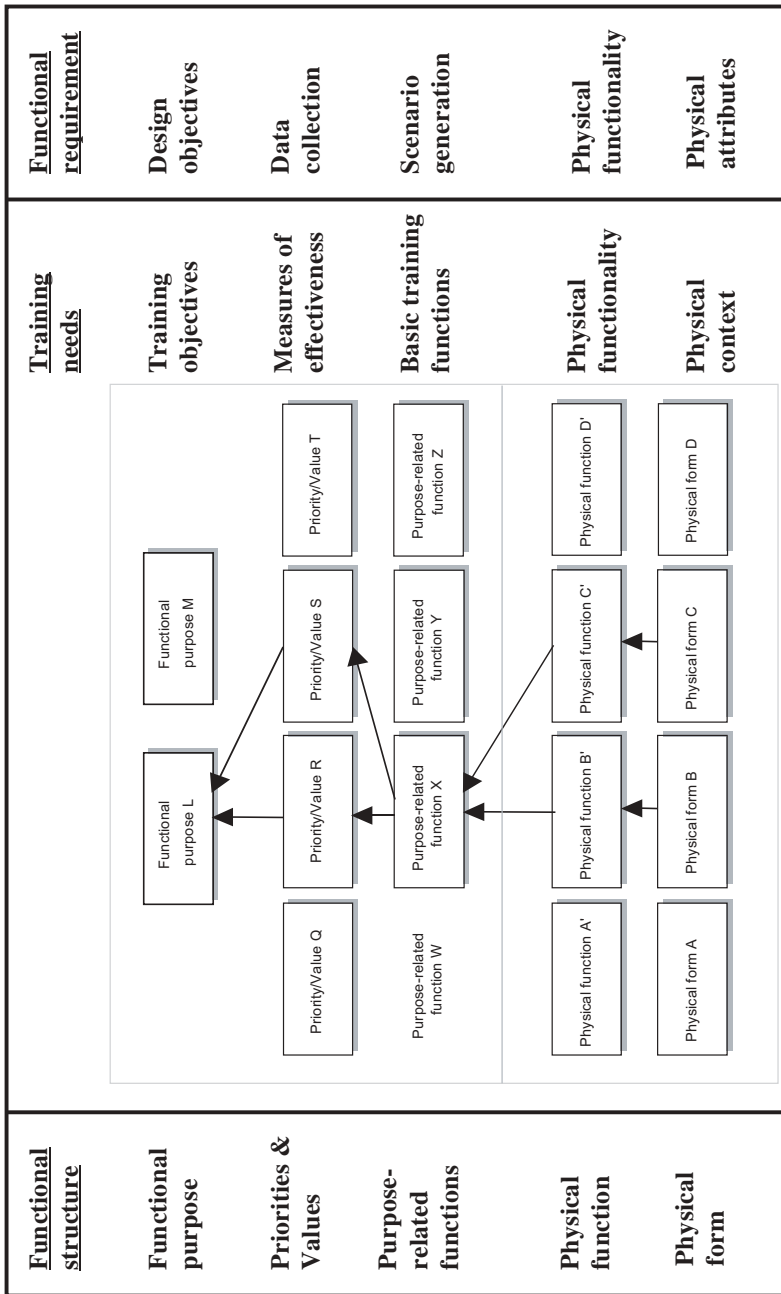 Functional
structure
Training
needs
Functional
requirement
Functional
purpose
Functional
purpose L
Functional
purpose M
Training
objectives
Design
objectives
Priorities &
Values
Priority/Value Q
Priority/Value R
Priority/Value S
Priority/Value T
Measures of
effectiveness
Data
collection
Purpose-
related
functions
Purpose-related
function W
Purpose-related
function X
Purpose-related
function Y
Purpose-related
function Z
Basic training
functions
Scenario
generation
Physical
function
Physical function A'
Physical function B'
Physical function C'
Physical function D'
Physical
functionality
Physical
functionality
Physical
form
Physical form A
Physical form B
Physical form C
Physical form D
Physical
context
Physical
attributes